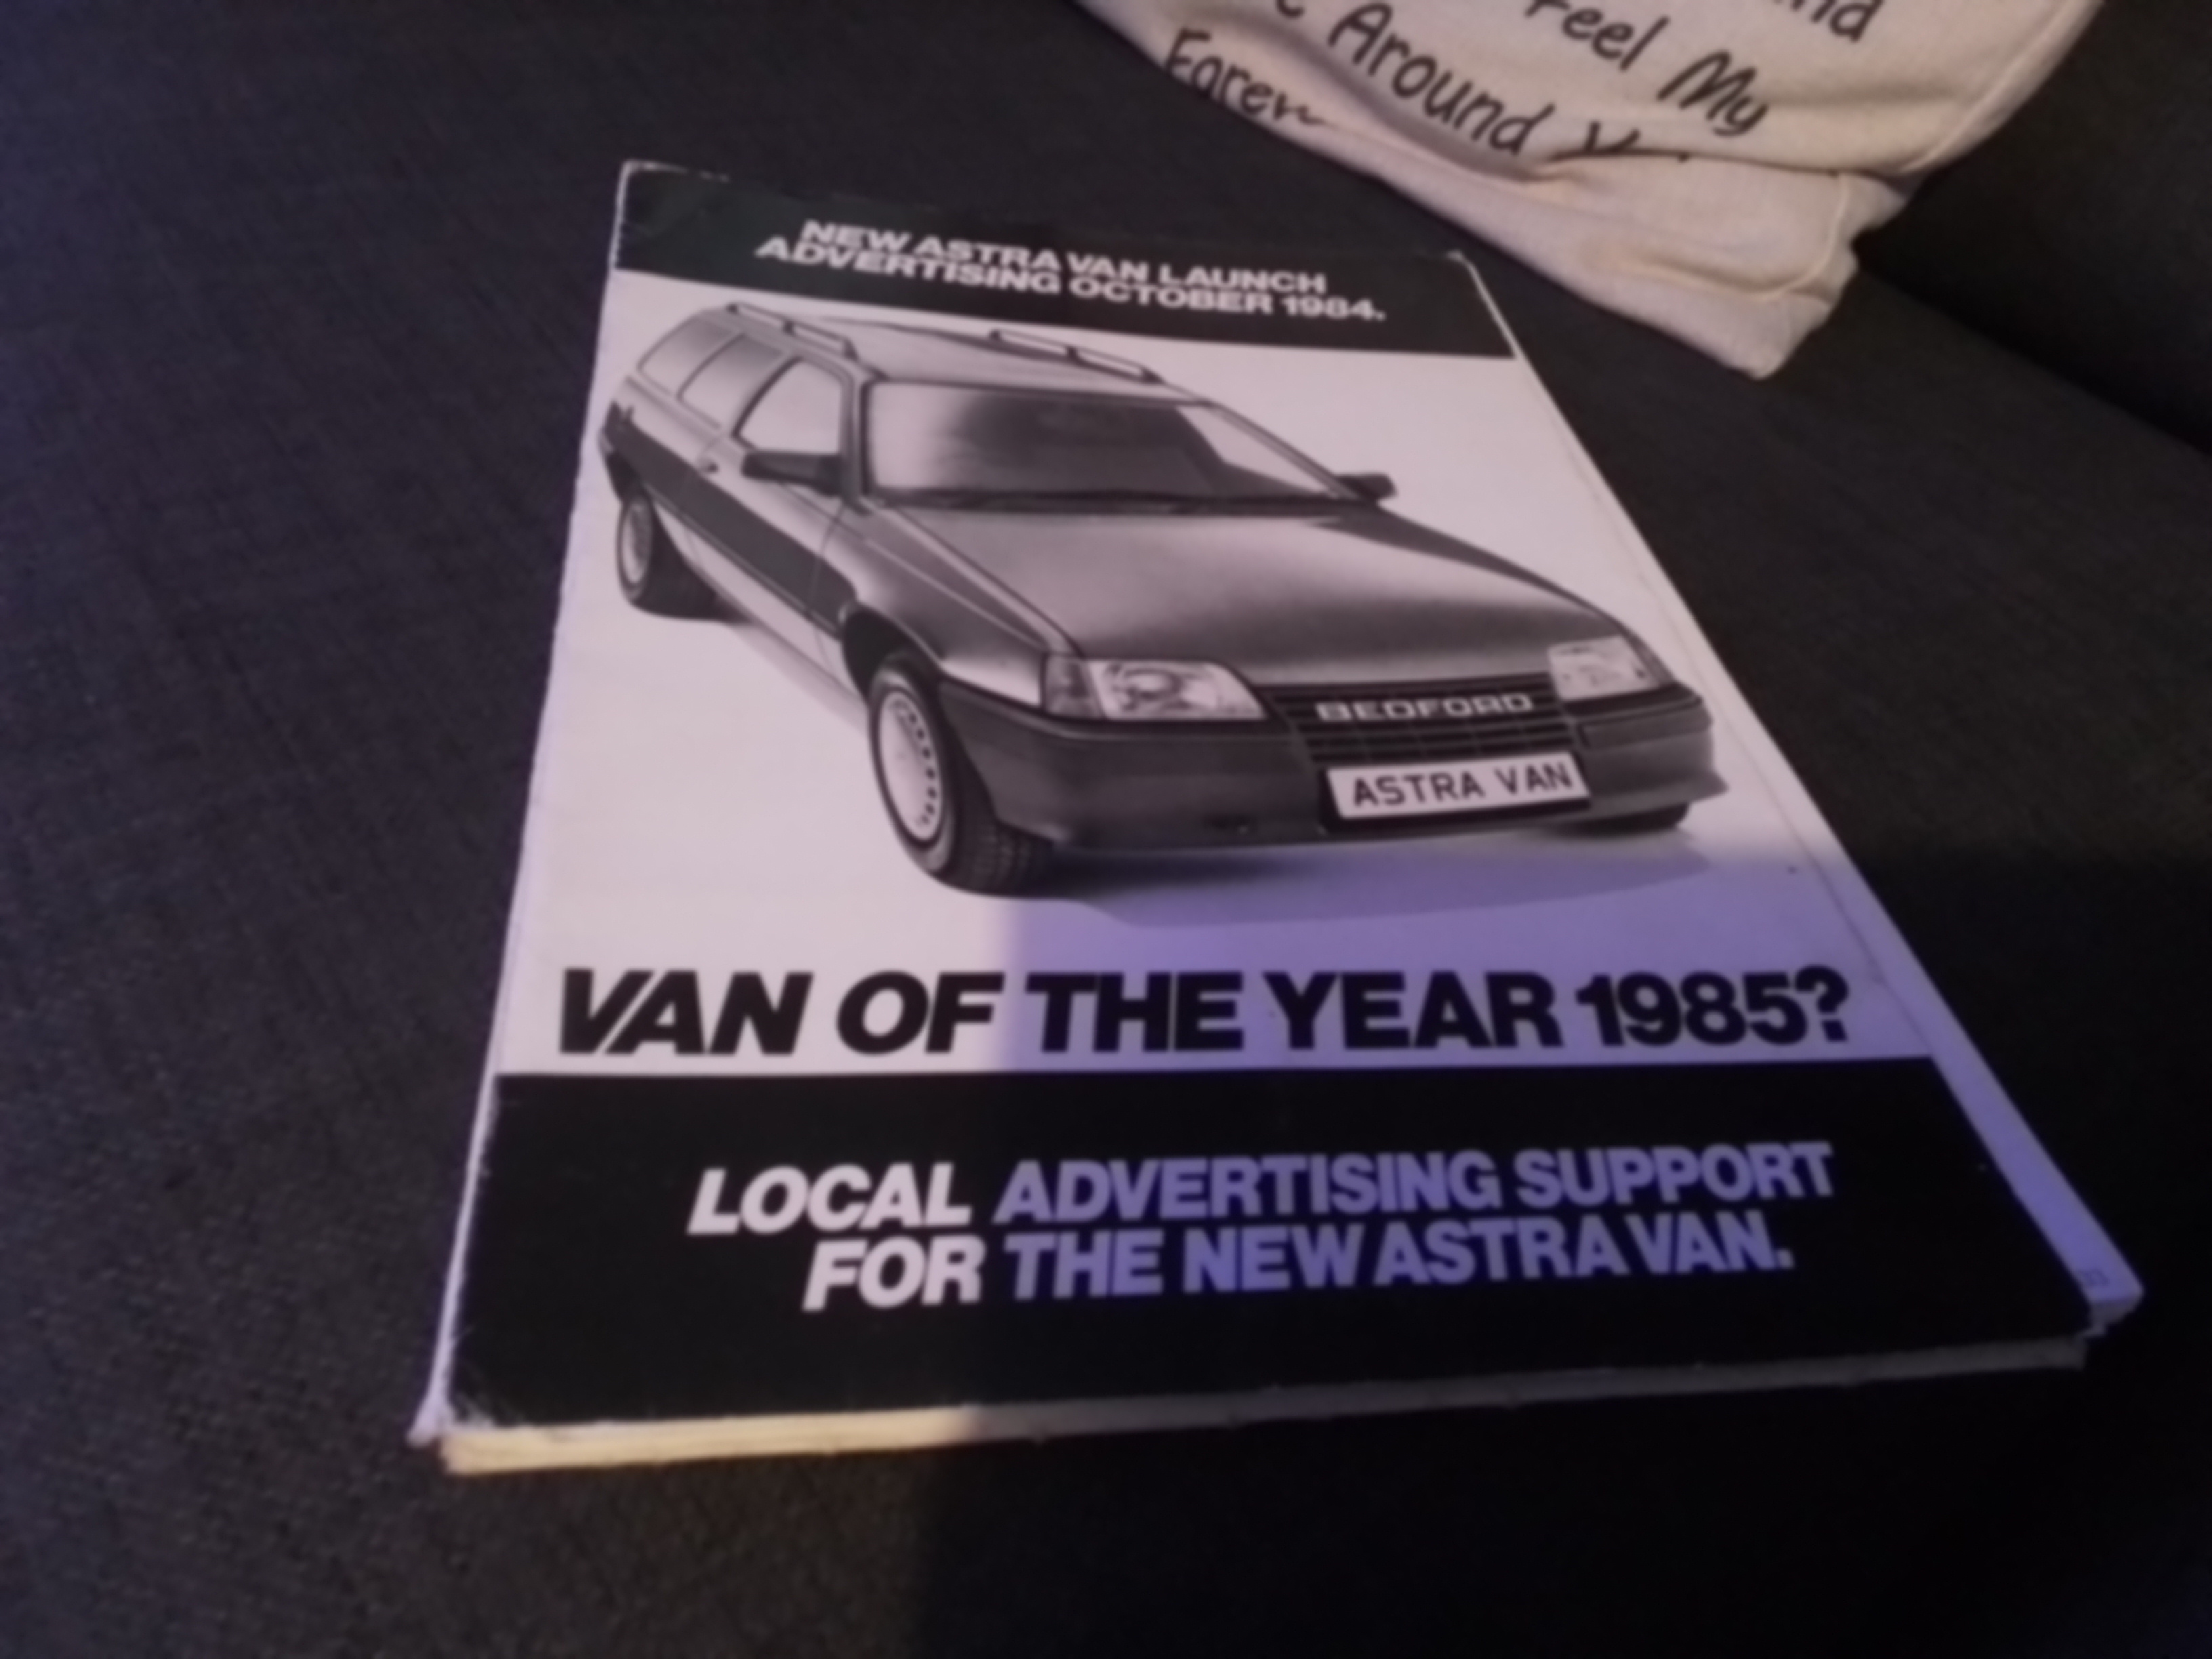 Feel My
Around
NEW ASTRA VAN LAUNCH
ADVERTISING OCTOBER 1984.
BEDFORD
ASTRA VAN
VAN OF THE YEAR 1985?
LOCAL ADVERTISING SUPPORT
FOR THE NEW ASTRA VAN.